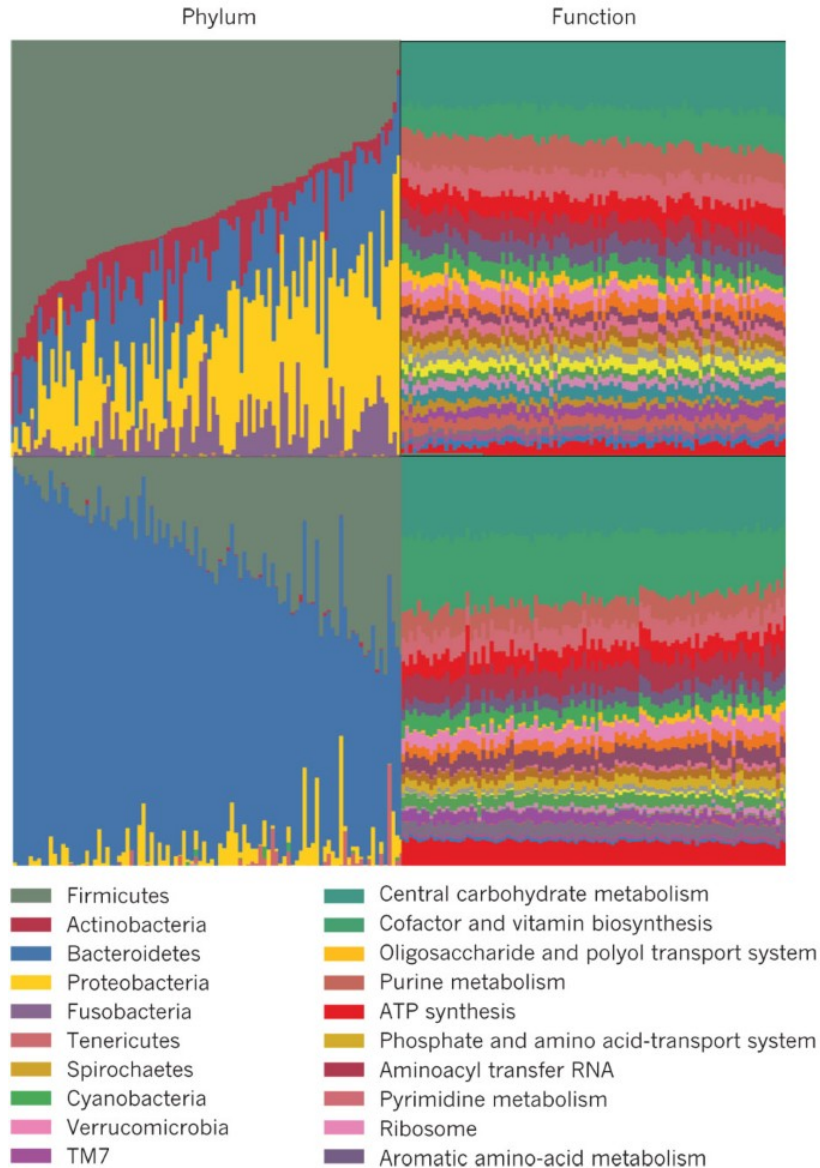 Phylum
Function
Firmicutes
Actinobacteria
Bacteroidetes
Proteobacteria
Fusobacteria
Tenericutes
Spirochaetes
Cyanobacteria
Verrucomicrobia
TM7
Central carbohydrate metabolism
Cofactor and vitamin biosynthesis
Oligosaccharide and polyol transport system
Purine metabolism
ATP synthesis
Phosphate and amino acid-transport system
Aminoacyl transfer RNA
Pyrimidine metabolism
Ribosome
Aromatic amino-acid metabolism